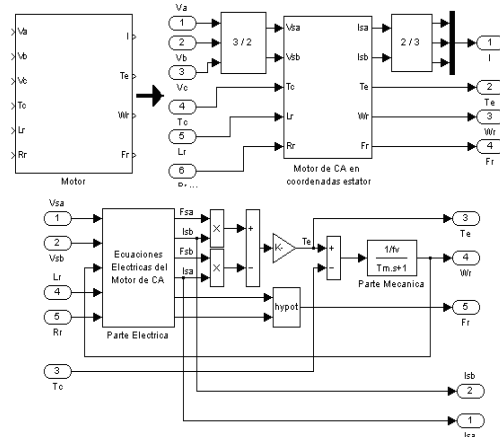 Va
Vb
Vc
Tc
Lr
Rr
I
Te
Wr
Fr
Motor
Va
1
2
Vb
3
Vc
4
Tc
5
Lr
6
3 / 2
Vsa
Vsb
Tc
Lr
Rr
Isa
Isb
Te
Wr
Fr
Motor de CA en
coordenadas estator
2 / 3
1
I
2
Te
3
Wr
4
Fr
Vsa
1
2
Vsb
Lr
4
5
Rr
3
Tc
Ecuaciones
Electricas del
Motor de CA
Parte Electrica
Fsa
Isb
Fsb
Isa
×
×
+
−
K-
Te
+
−
1/fv
Tm.s+1
Parte Mecanica
hypot
3
Te
4
Wr
5
Fr
Isb
2
1
Isa